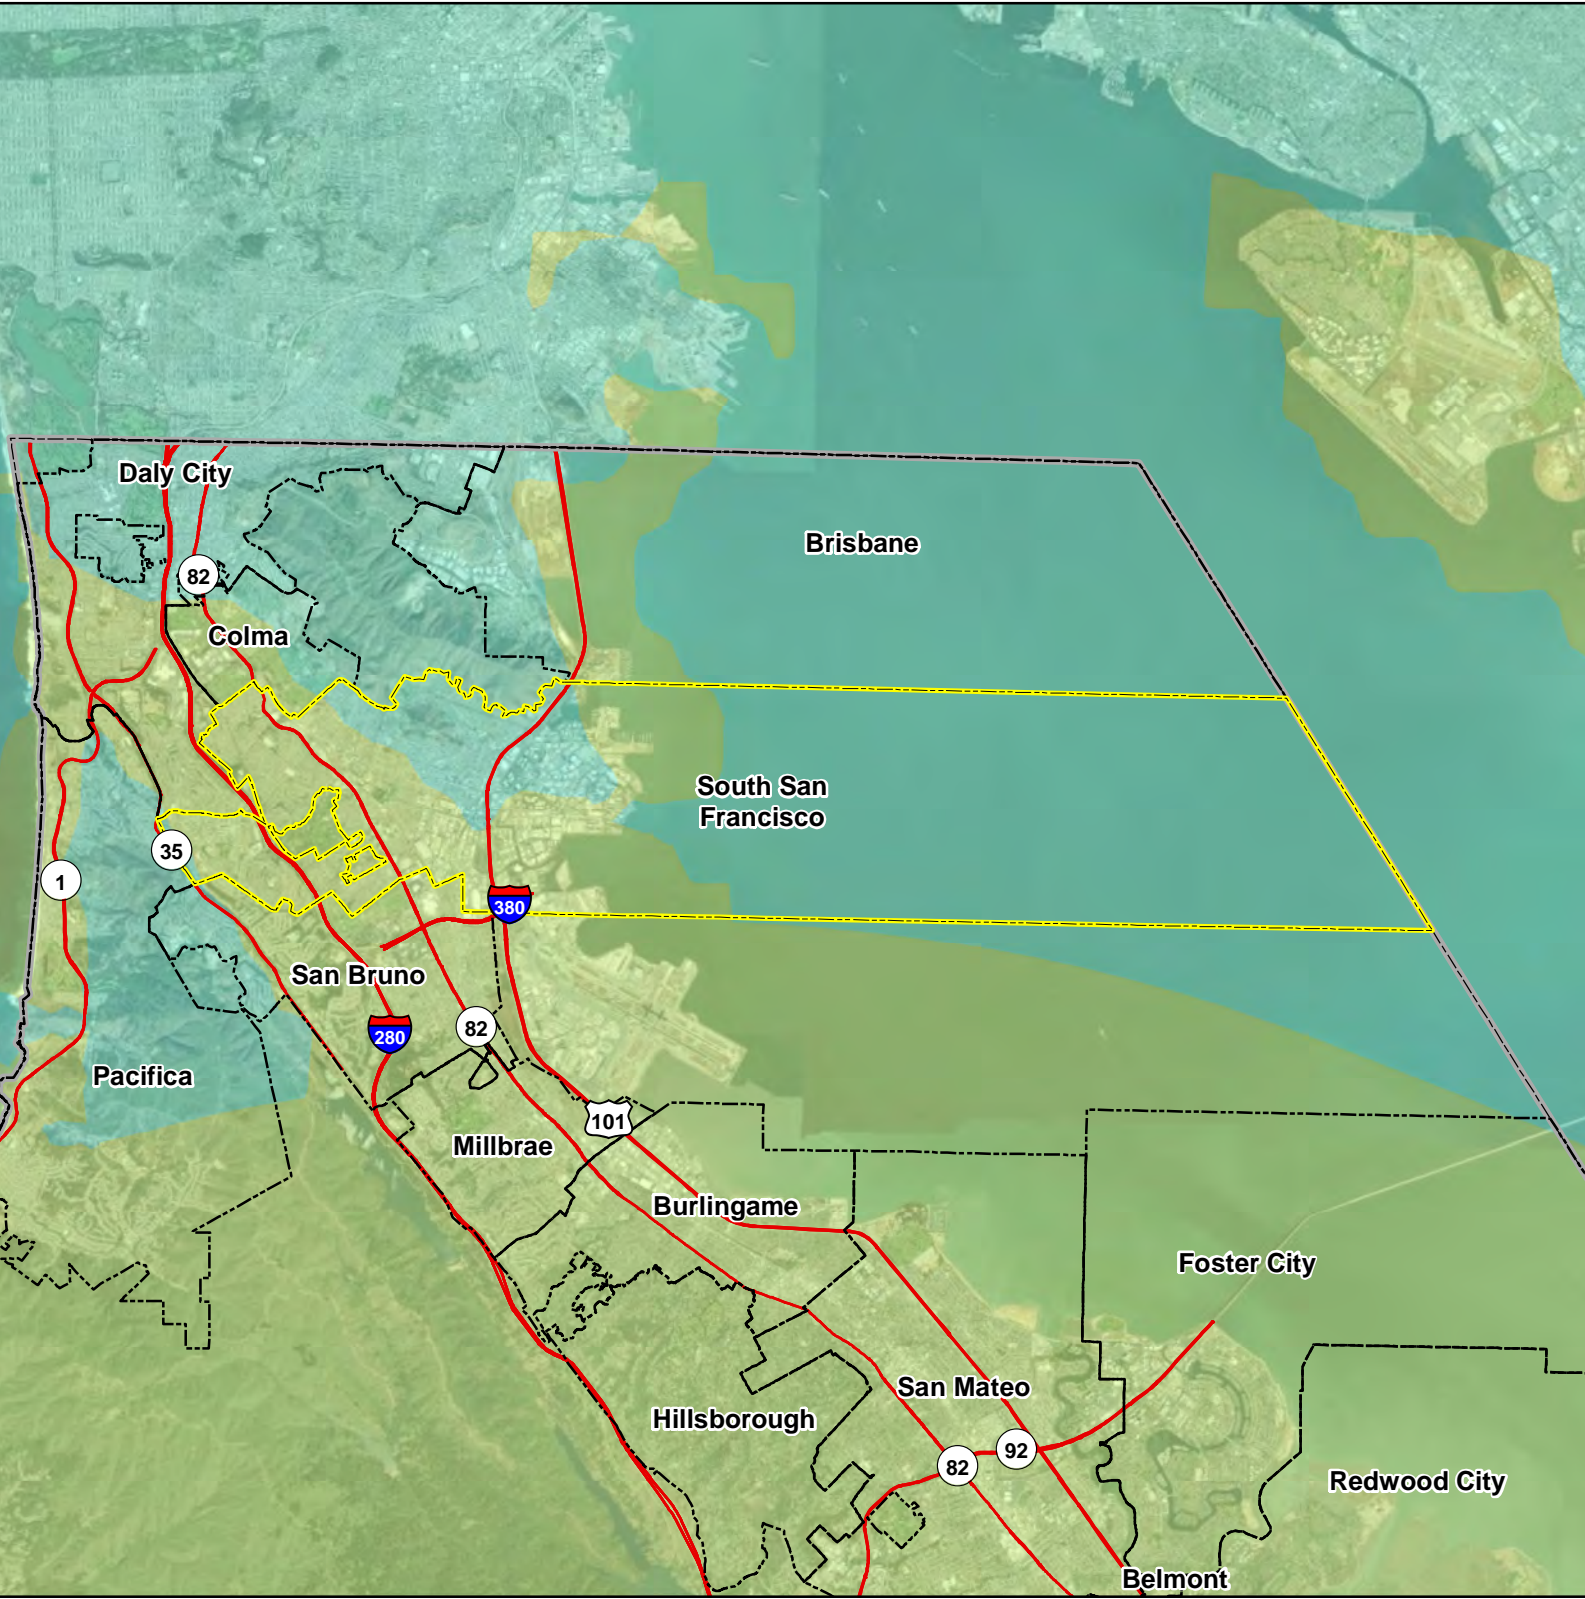 Daly City
Brisbane
82
Colma
South San
Francisco
35
1
380
San Bruno
280
82
Pacifica
101
Millbrae
Burlingame
Foster City
San Mateo
Hillsborough
92
82
Redwood City
Belmont